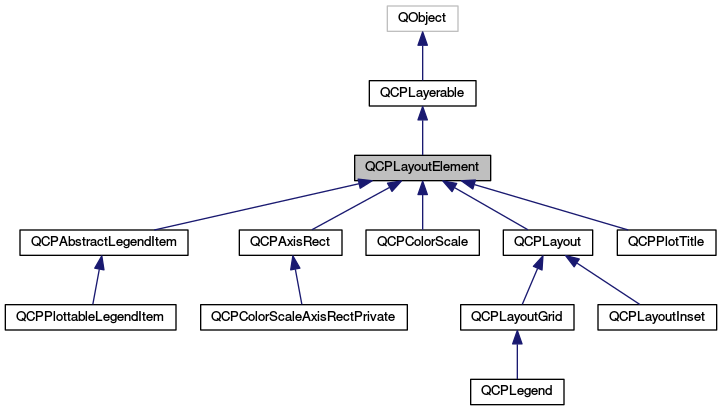 QObject
QCPLayerable
QCPLayoutElement
QCPAbstractLegendItem
QCPAxisRect
QCPColorScale
QCPLayout
QCPPlotTitle
QCPPlottableLegendItem
QCPColorScaleAxisRectPrivate
QCPLayoutGrid
QCPLayoutInset
QCPLegend